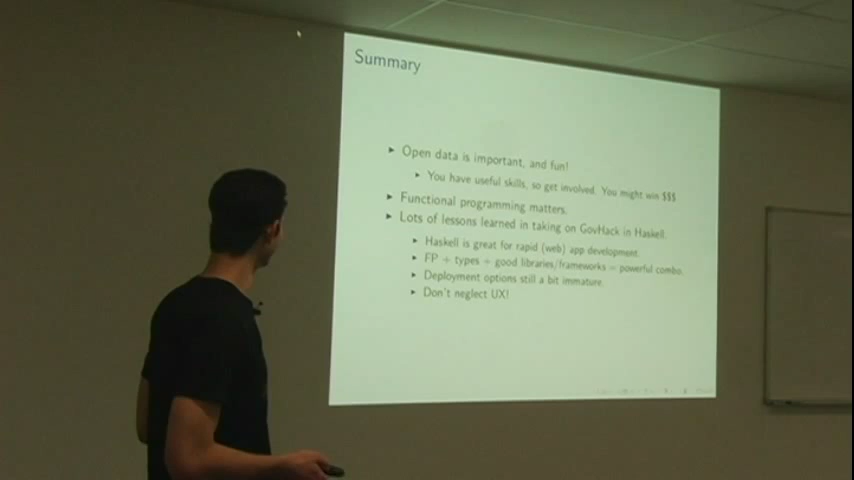 Summary
Open data is important, and fun!
You have useful skills, so get involved. You might win $$$
Functional programming matters.
Lots of lessons learned in taking on GovHack in Haskell.
Haskell is great for rapid (web) app development.
FP + types + good libraries/frameworks = powerful combo.
Deployment options still a bit immature.
Don't neglect UX!